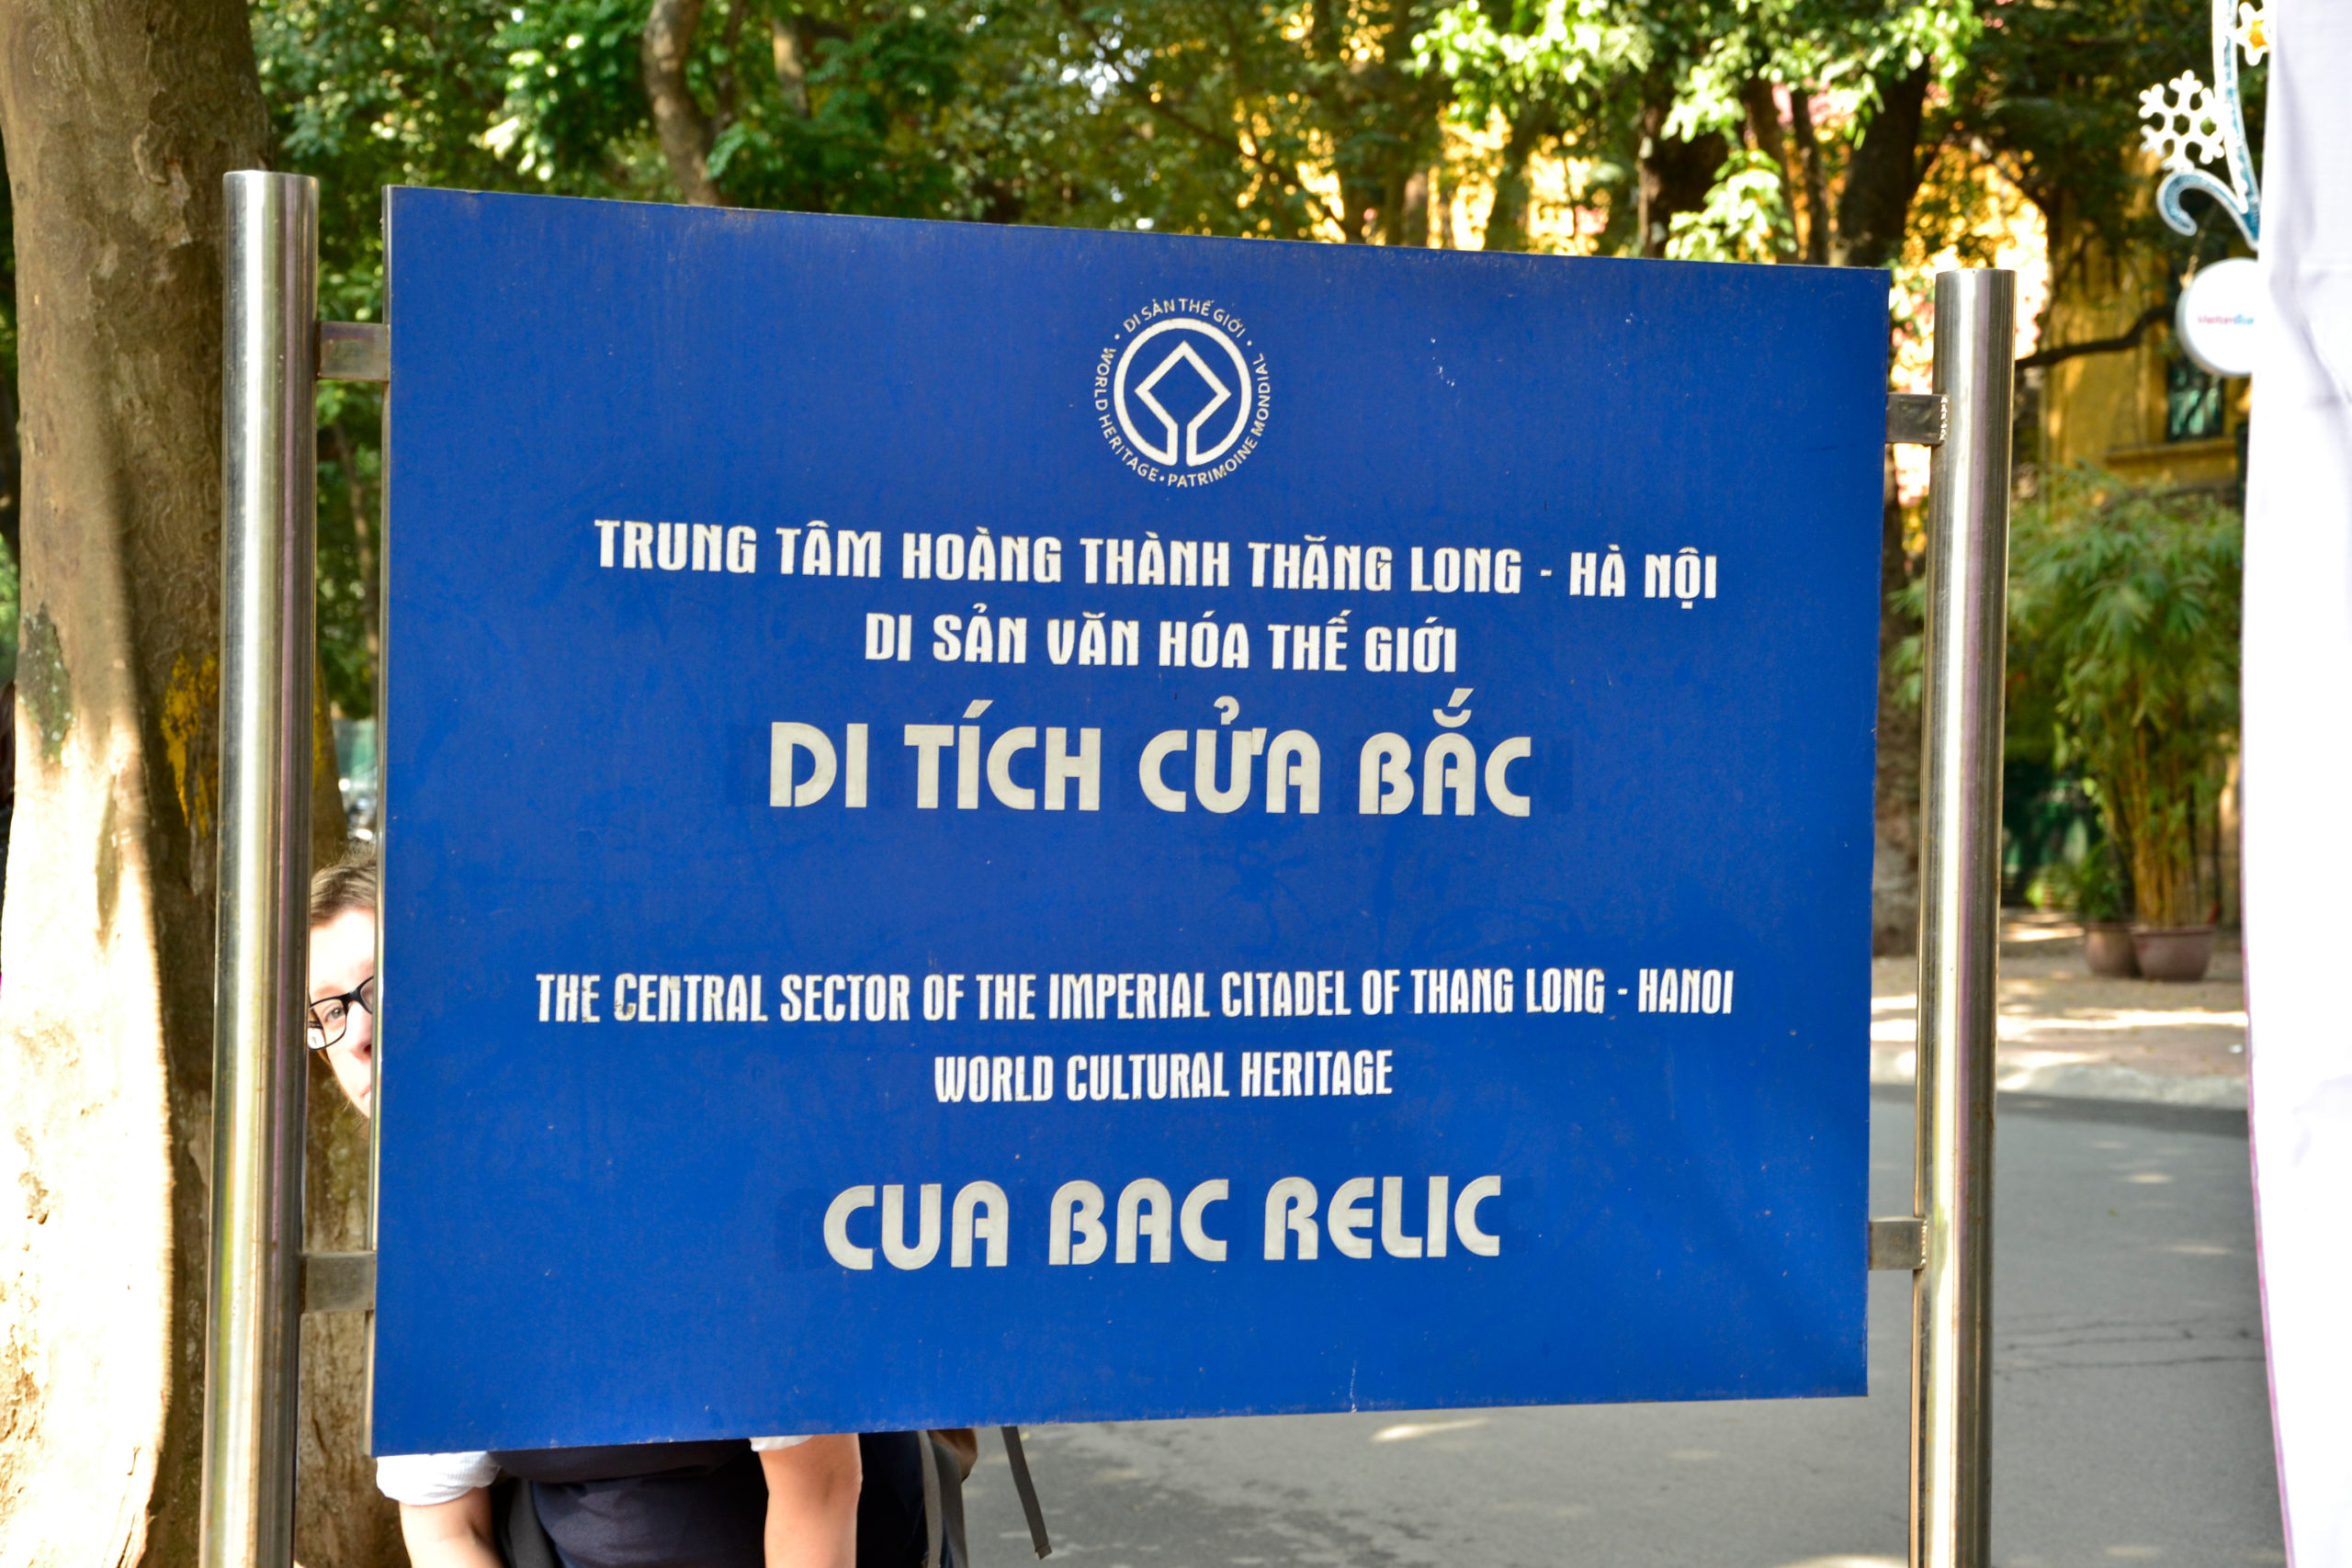 DI SẢN THẾ GIỚI • WORLD HERITAGE • PATRIMOINE MONDIAL •
TRUNG TÂM HOÀNG THÀNH THĂNG LONG - HÀ NỘI
DI SẢN VĂN HÓA THẾ GIỚI
DI TÍCH CỬA BẮC
THE CENTRAL SECTOR OF THE IMPERIAL CITADEL OF THANG LONG - HANOI
WORLD CULTURAL HERITAGE
CUA BAC RELIC